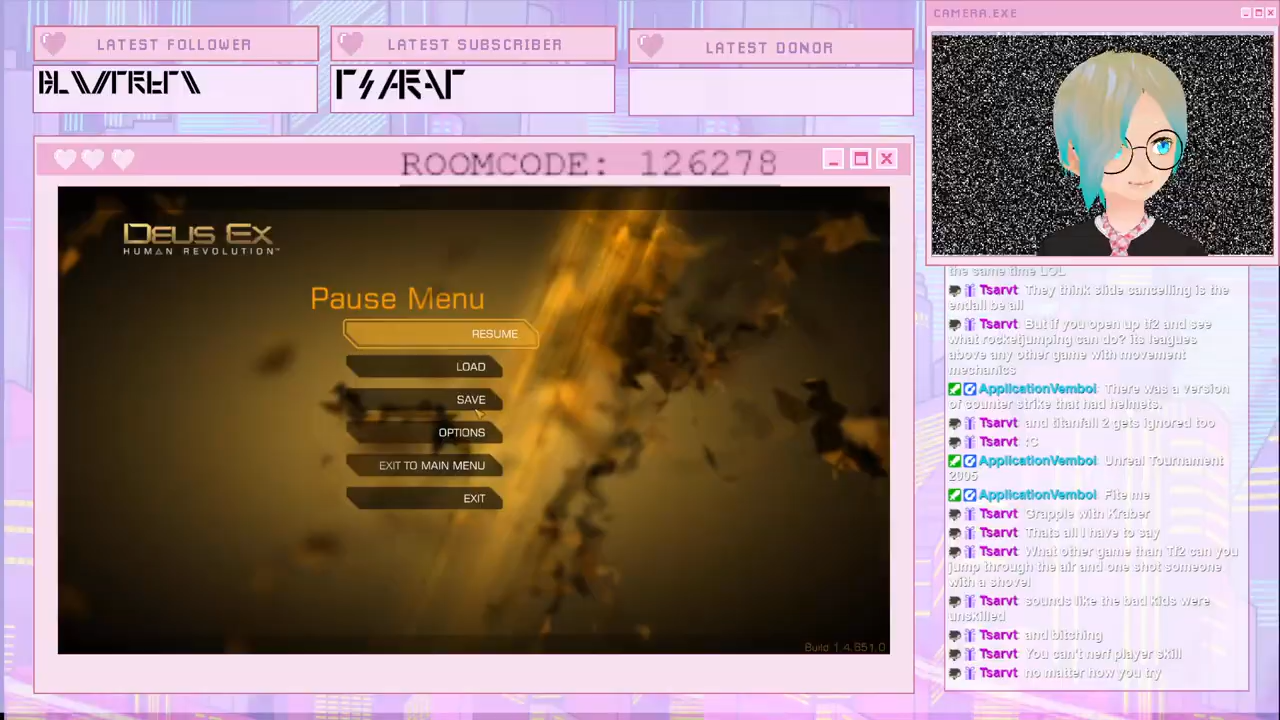 LATEST FOLLOWER
LATEST SUBSCRIBER
LATEST DONOR
CAMERA.EXE
TSARVT
ROOMCODE: 126278
DEUS EX
HUMAN REVOLUTION™
Pause Menu
RESUME
LOAD
SAVE
OPTIONS
EXIT TO MAIN MENU
EXIT
Build 1.4.651.0
the same time LOL
Tsarvt They think slide cancelling is the
endall be all
Tsarvt But if you open up tf2 and see
what rocketjumping can do? its leagues
above any other game with movement
mechanics
ApplicationVembol There was a version
of counter strike that had helmets.
Tsarvt and titanfall 2 gets ignored too
Tsarvt :C
ApplicationVembol Unreal Tournament
2005
ApplicationVembol Fite me
Tsarvt Grapple with Kraber
Tsarvt Thats all I have to say
Tsarvt What other game than Tf2 can you
jump through the air and one shot someone
with a shovel
Tsarvt sounds like the bad kids were
unskilled
Tsarvt and bitching
Tsarvt You can't nerf player skill
Tsarvt no matter how you try